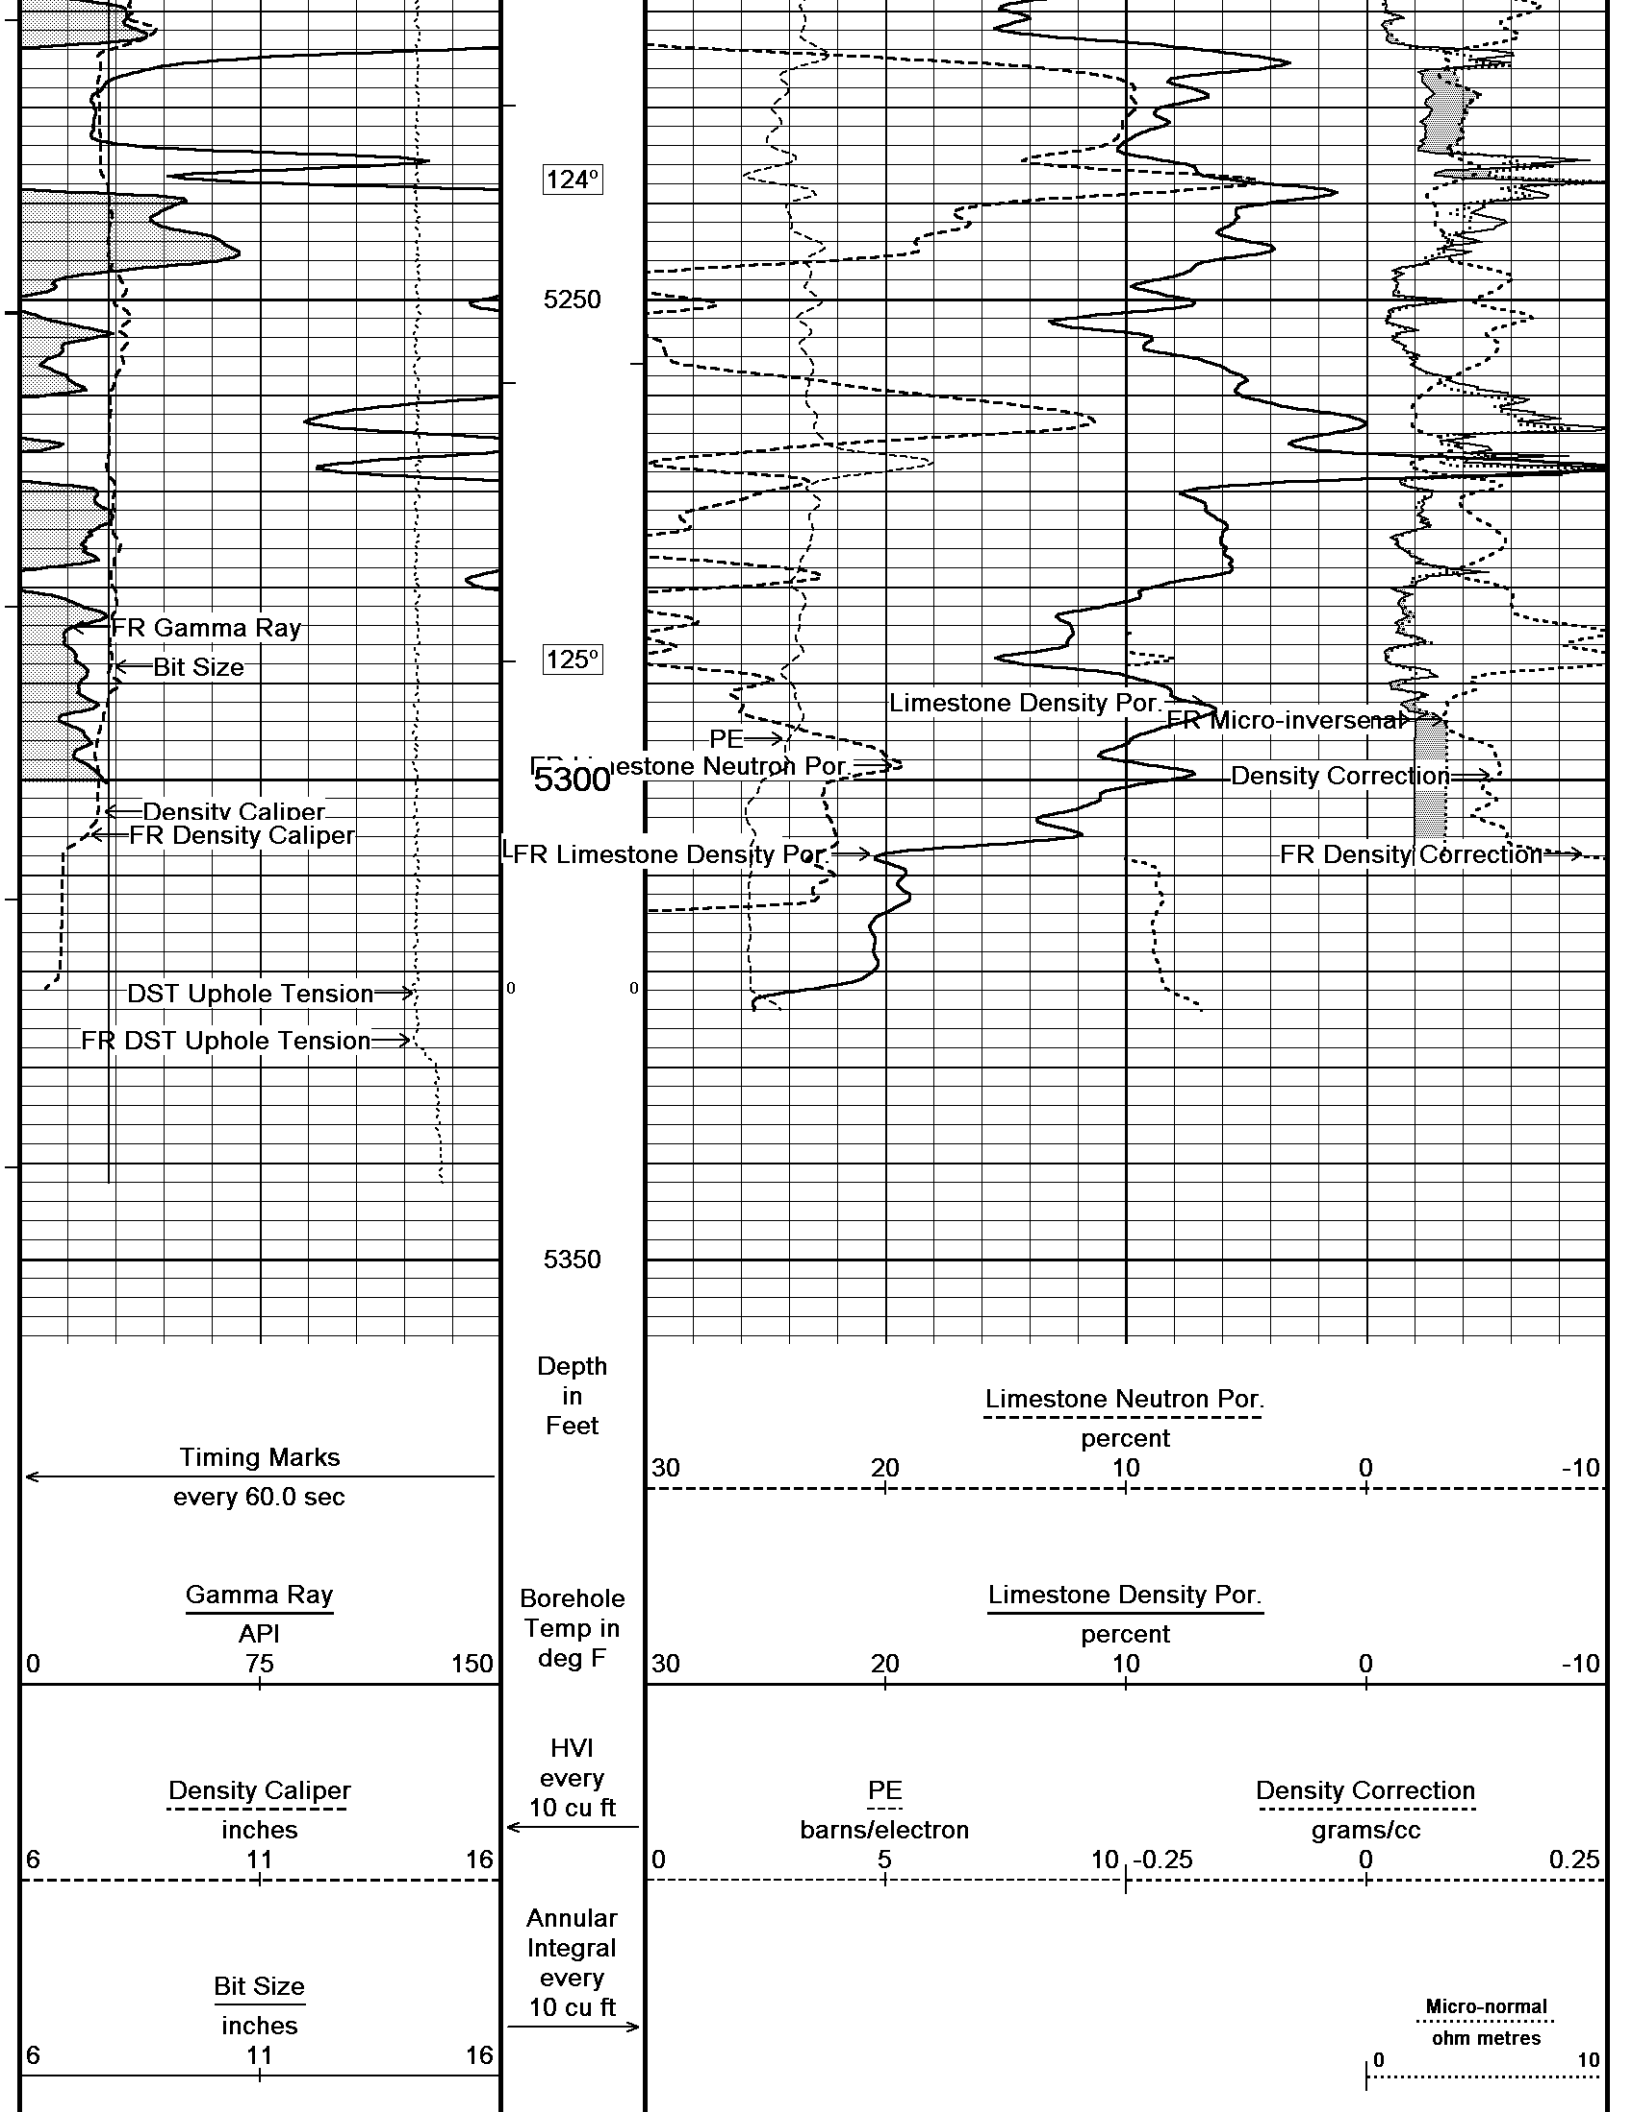 124º
5250
FR Gamma Ray
125º
Bit Size
Limestone Density Por.
FR Micro-inversenal
PE
estone Neutron Por.
5300
Density Correction
Density Caliper
FR Density Caliper
FR Limestone Density Por.
FR Density Correction
0 0
DST Uphole Tension
FR DST Uphole Tension
5350
Depth
in
Feet
Limestone Neutron Por.
percent
30 20 10 0 -10
Timing Marks
every 60.0 sec
Gamma Ray
API
0 75 150
Borehole
Temp in
deg F
Limestone Density Por.
percent
30 20 10 0 -10
HVI
every
10 cu ft
Density Caliper
inches
6 11 16
PE
barns/electron
0 5 10
Density Correction
grams/cc
-0.25 0 0.25
Annular
Integral
every
10 cu ft
Bit Size
inches
6 11 16
Micro-normal
ohm metres
0 10